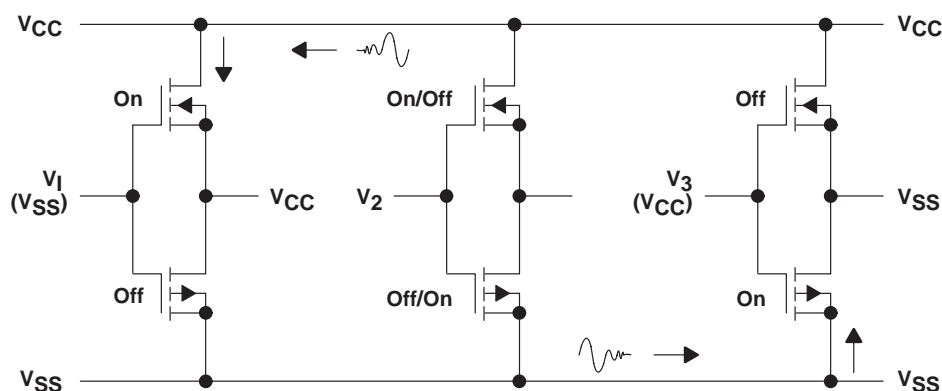 VCC VCC
On On/Off Off
VI (VSS) VCC V2 V3 (VCC) VSS
Off Off/On On
VSS VSS